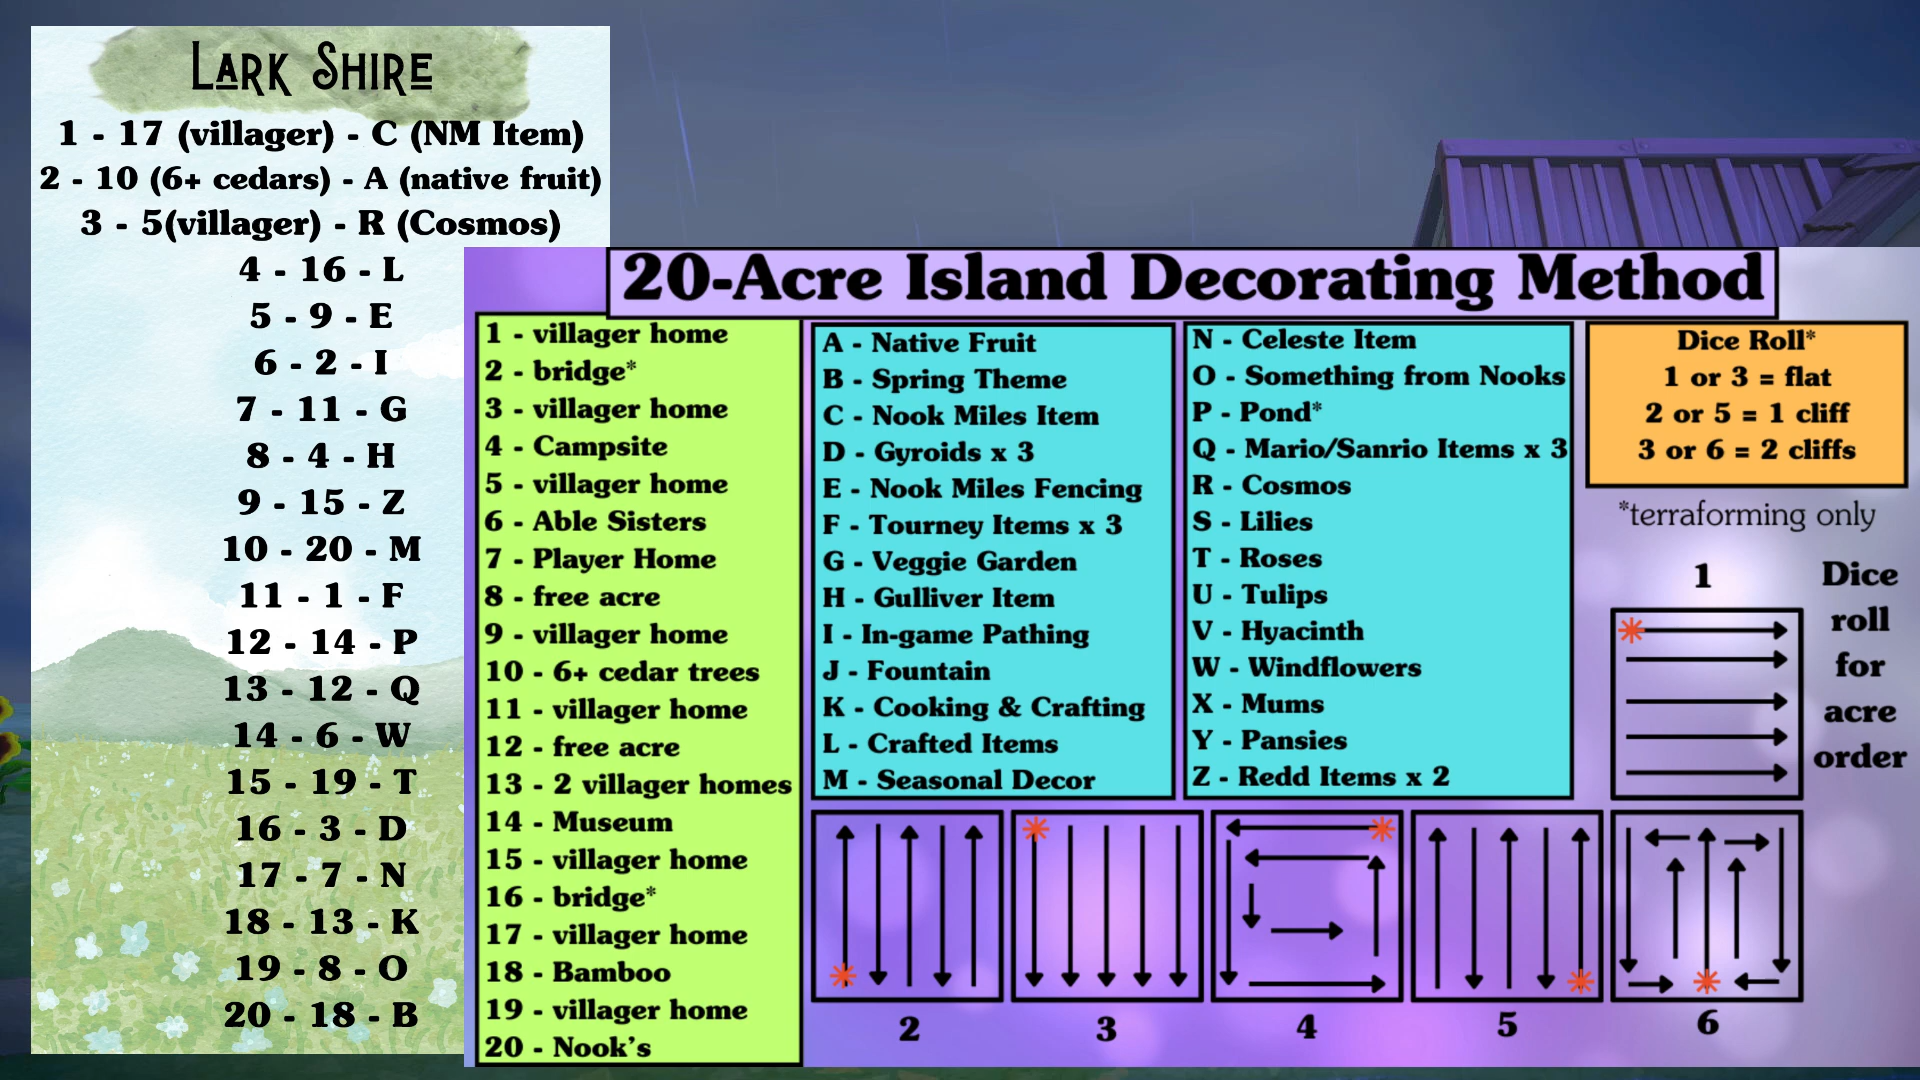 Lark Shire
1 - 17 (villager) - C (NM Item)
2 - 10 (6+ cedars) - A (native fruit)
3 - 5(villager) - R (Cosmos)
4 - 16 - L
5 - 9 - E
6 - 2 - I
7 - 11 - G
8 - 4 - H
9 - 15 - Z
10 - 20 - M
11 - 1 - F
12 - 14 - P
13 - 12 - Q
14 - 6 - W
15 - 19 - T
16 - 3 - D
17 - 7 - N
18 - 13 - K
19 - 8 - O
20 - 18 - B
20-Acre Island Decorating Method
1 - villager home
2 - bridge*
3 - villager home
4 - Campsite
5 - villager home
6 - Able Sisters
7 - Player Home
8 - free acre
9 - villager home
10 - 6+ cedar trees
11 - villager home
12 - free acre
13 - 2 villager homes
14 - Museum
15 - villager home
16 - bridge*
17 - villager home
18 - Bamboo
19 - villager home
20 - Nook's
A - Native Fruit
B - Spring Theme
C - Nook Miles Item
D - Gyroids x 3
E - Nook Miles Fencing
F - Tourney Items x 3
G - Veggie Garden
H - Gulliver Item
I - In-game Pathing
J - Fountain
K - Cooking & Crafting
L - Crafted Items
M - Seasonal Decor
N - Celeste Item
O - Something from Nooks
P - Pond*
Q - Mario/Sanrio Items x 3
R - Cosmos
S - Lilies
T - Roses
U - Tulips
V - Hyacinth
W - Windflowers
X - Mums
Y - Pansies
Z - Redd Items x 2
Dice Roll*
1 or 3 = flat
2 or 5 = 1 cliff
3 or 6 = 2 cliffs
*terraforming only
1
Dice
roll
for
acre
order
2
3
4
5
6